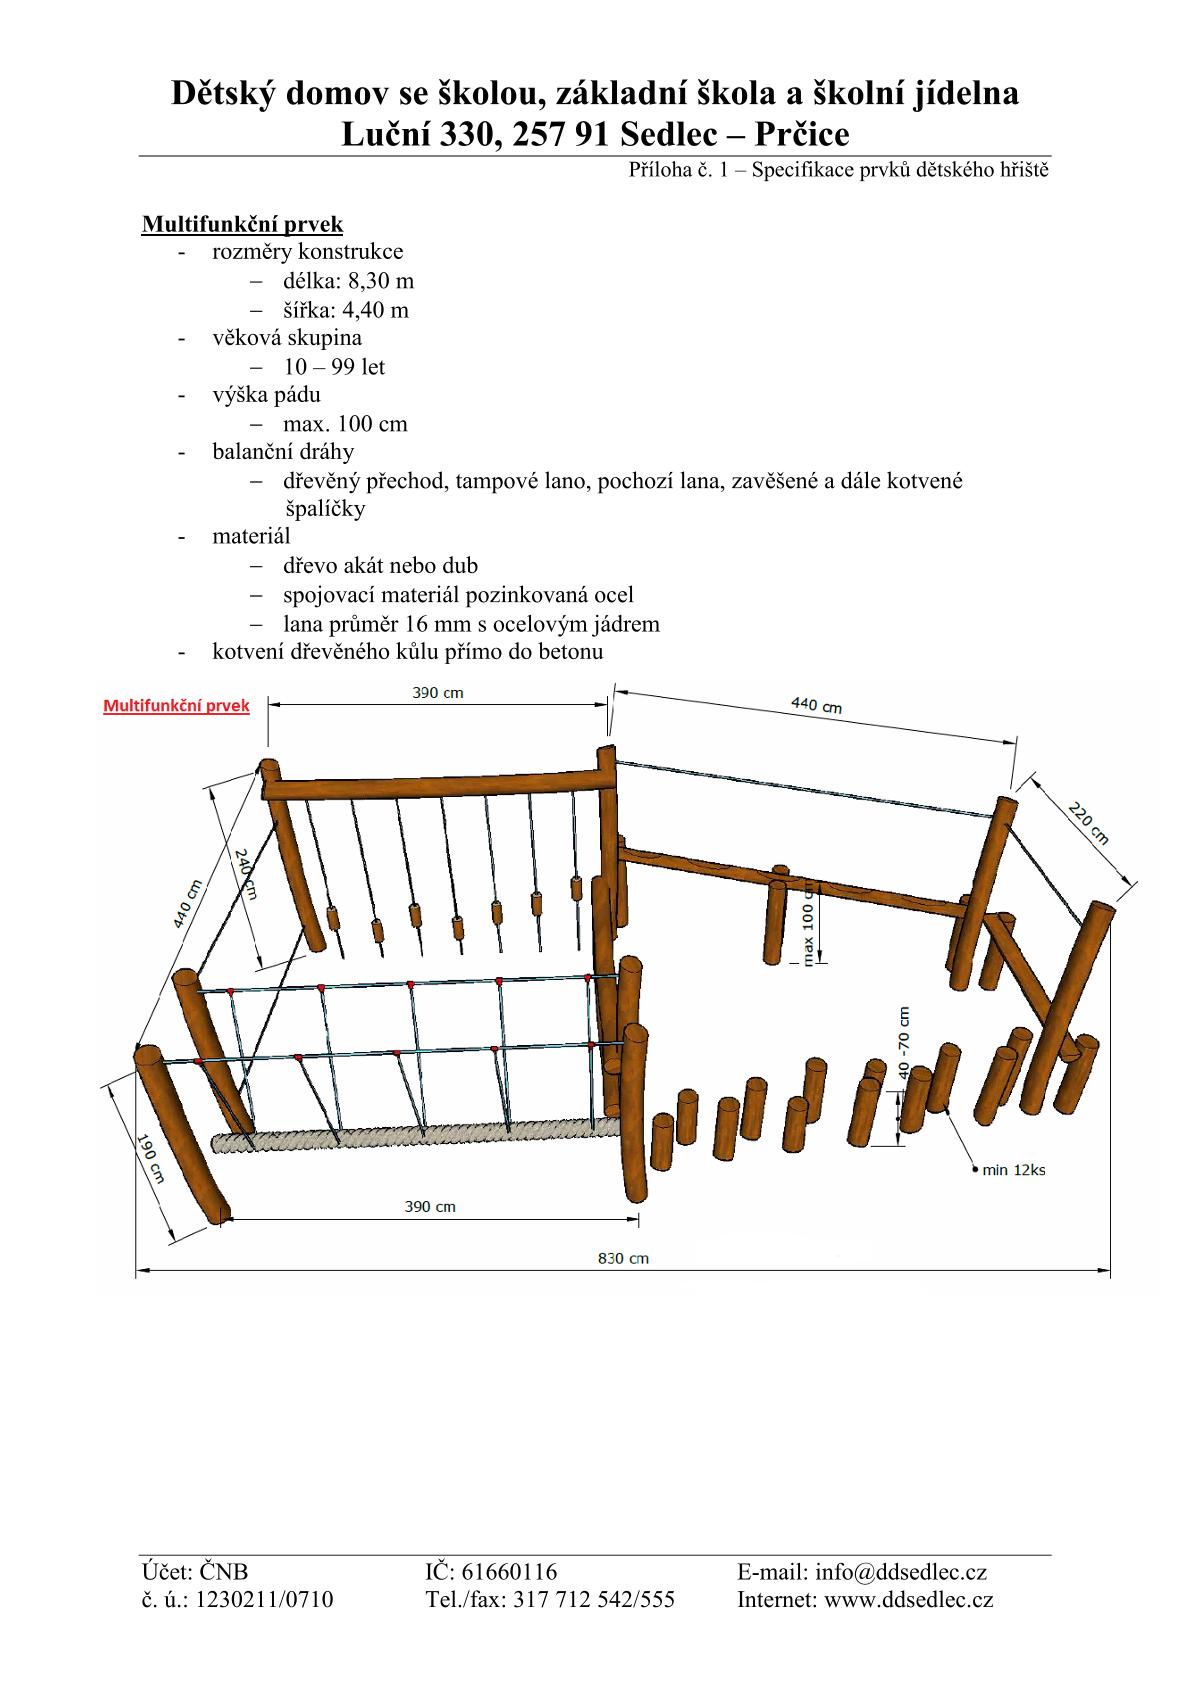 Dětský domov se školou, základní škola a školní jídelna
Luční 330, 257 91 Sedlec – Prčice
Příloha č. 1 – Specifikace prvků dětského hřiště
Multifunkční prvek
- rozměry konstrukce
– délka: 8,30 m
– šířka: 4,40 m
- věková skupina
– 10 – 99 let
- výška pádu
– max. 100 cm
- balanční dráhy
– dřevěný přechod, tampové lano, pochozí lana, zavěšené a dále kotvené
špalíčky
- materiál
– dřevo akát nebo dub
– spojovací materiál pozinkovaná ocel
– lana průměr 16 mm s ocelovým jádrem
- kotvení dřevěného kůlu přímo do betonu
Multifunkční prvek
390 cm
440 cm
220 cm
240 cm
440 cm
max 100 cm
40 -70 cm
190 cm
min 12ks
390 cm
830 cm
Účet: ČNB IČ: 61660116 E-mail: info@ddsedlec.cz
č. ú.: 1230211/0710 Tel./fax: 317 712 542/555 Internet: www.ddsedlec.cz